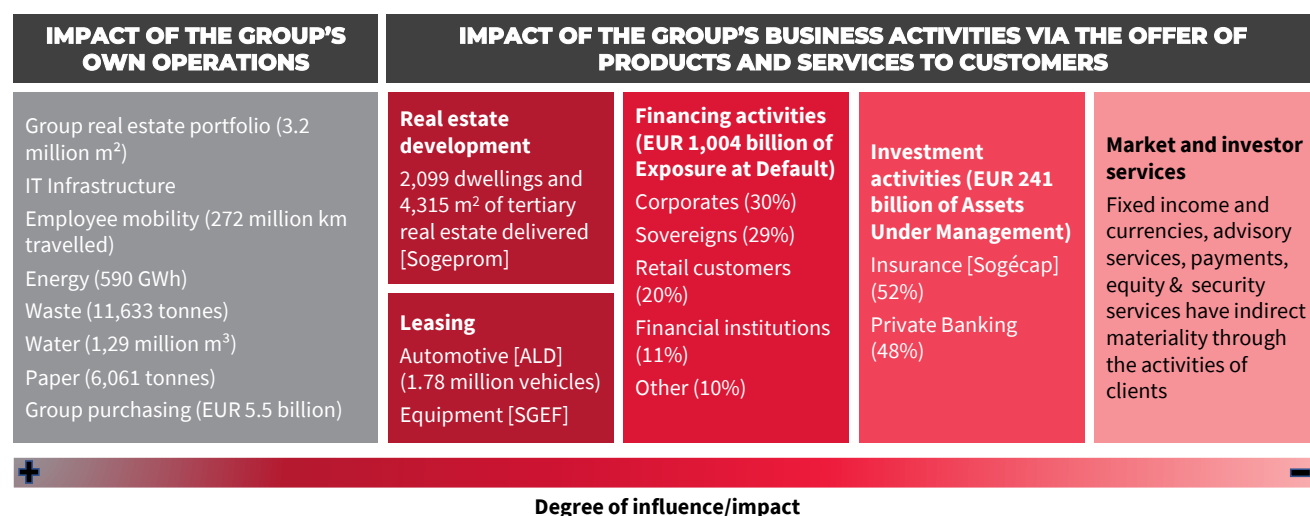 IMPACT OF THE GROUP'S
OWN OPERATIONS
IMPACT OF THE GROUP'S BUSINESS ACTIVITIES VIA THE OFFER OF
PRODUCTS AND SERVICES TO CUSTOMERS
Group real estate portfolio (3.2
million m²)
IT Infrastructure
Employee mobility (272 million km
travelled)
Energy (590 GWh)
Waste (11,633 tonnes)
Water (1,29 million m³)
Paper (6,061 tonnes)
Group purchasing (EUR 5.5 billion)
Real estate
development
2,099 dwellings and
4,315 m² of tertiary
real estate delivered
[Sogeprom]
Leasing
Automotive [ALD]
(1.78 million vehicles)
Equipment [SGEF]
Financing activities
(EUR 1,004 billion of
Exposure at Default)
Corporates (30%)
Sovereigns (29%)
Retail customers
(20%)
Financial institutions
(11%)
Other (10%)
Investment
activities (EUR 241
billion of Assets
Under Management)
Insurance [Sogécap]
(52%)
Private Banking
(48%)
Market and investor
services
Fixed income and
currencies, advisory
services, payments,
equity & security
services have indirect
materiality through
the activities of
clients
+ −
Degree of influence/impact